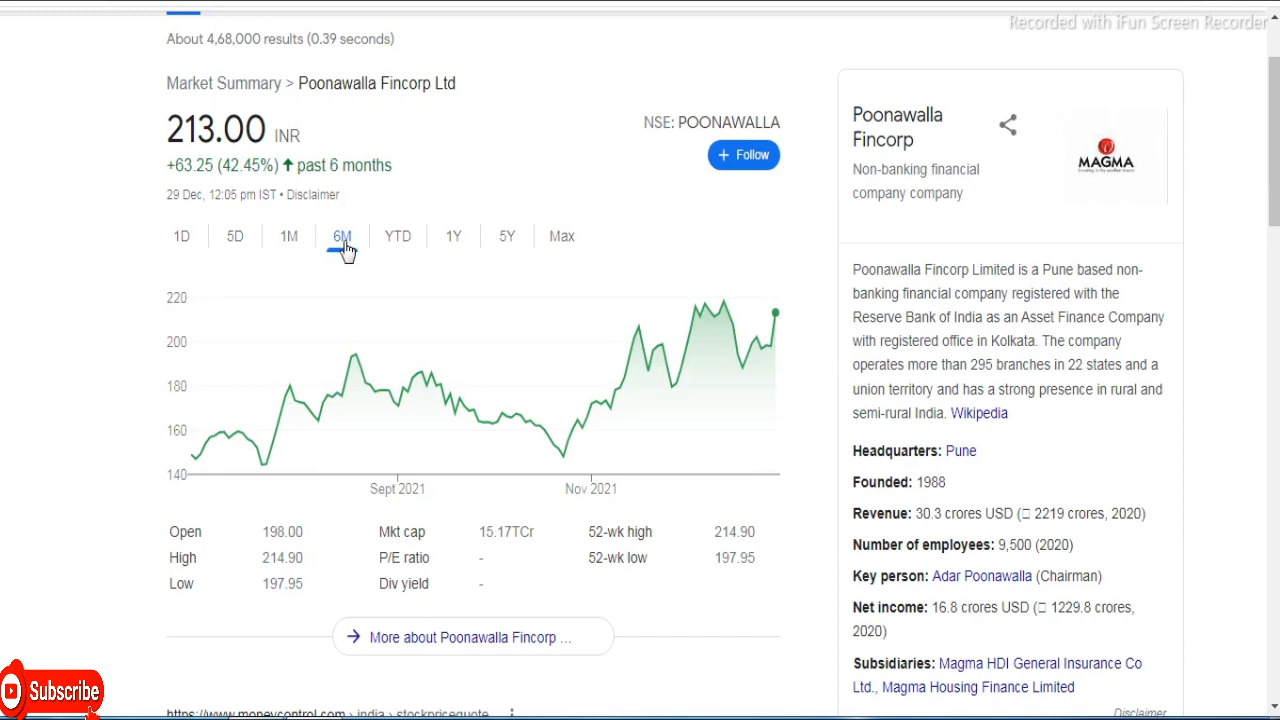 Recorded with iFun Screen Recorder
About 4,68,000 results (0.39 seconds)
Market Summary > Poonawalla Fincorp Ltd
213.00 INR
+63.25 (42.45%) ↑ past 6 months
29 Dec, 12:05 pm IST • Disclaimer
NSE: POONAWALLA
+ Follow
1D 5D 1M 6M YTD 1Y 5Y Max
220
200
180
160
140
Sept 2021 Nov 2021
Open 198.00 Mkt cap 15.17TCr 52-wk high 214.90
High 214.90 P/E ratio - 52-wk low 197.95
Low 197.95 Div yield -
→ More about Poonawalla Fincorp ...
https://www.moneycontrol.com › india › stockpricequote
Subscribe
Poonawalla
Fincorp
Non-banking financial
company company
MAGMA
Poonawalla Fincorp Limited is a Pune based non-
banking financial company registered with the
Reserve Bank of India as an Asset Finance Company
with registered office in Kolkata. The company
operates more than 295 branches in 22 states and a
union territory and has a strong presence in rural and
semi-rural India. Wikipedia
Headquarters: Pune
Founded: 1988
Revenue: 30.3 crores USD (▯ 2219 crores, 2020)
Number of employees: 9,500 (2020)
Key person: Adar Poonawalla (Chairman)
Net income: 16.8 crores USD (▯ 1229.8 crores,
2020)
Subsidiaries: Magma HDI General Insurance Co
Ltd., Magma Housing Finance Limited
Disclaimer